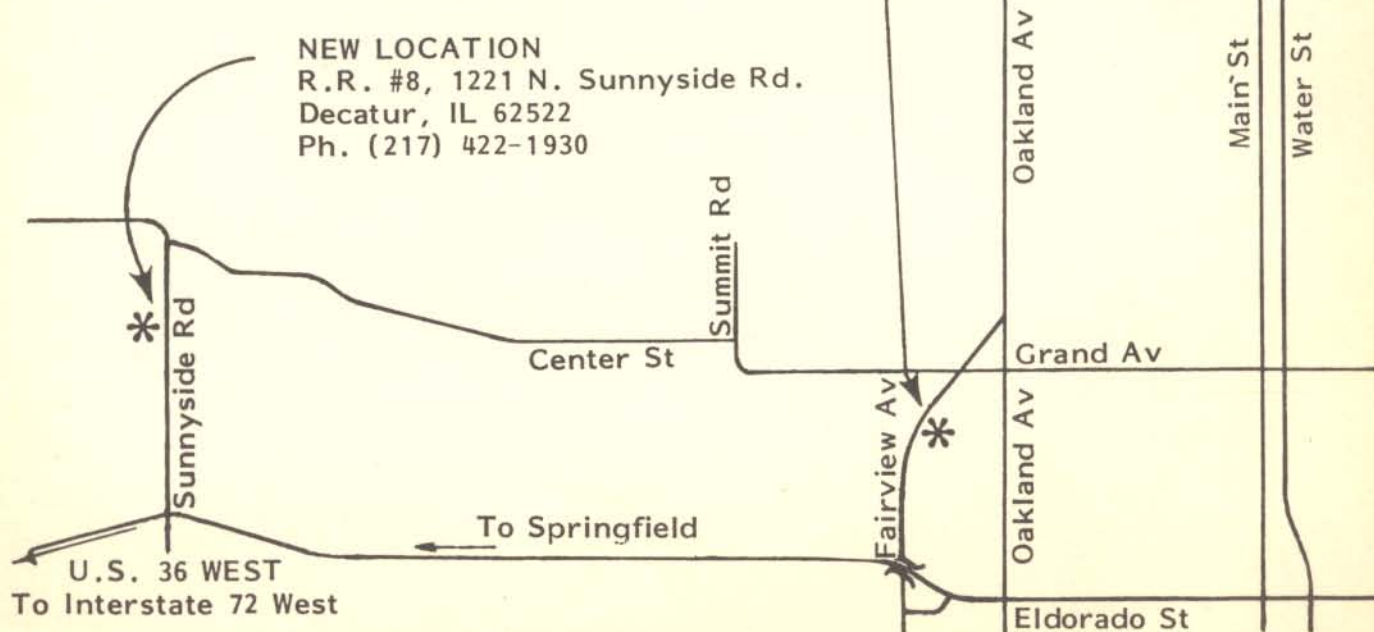 NEW LOCATION
R.R. #8, 1221 N. Sunnyside Rd.
Decatur, IL 62522
Ph. (217) 422-1930
Oakland Av
Main St
Water St
Summit Rd
Sunnyside Rd
*
Center St
Grand Av
Fairview Av
*
Oakland Av
To Springfield
U.S. 36 WEST
To Interstate 72 West
Eldorado St